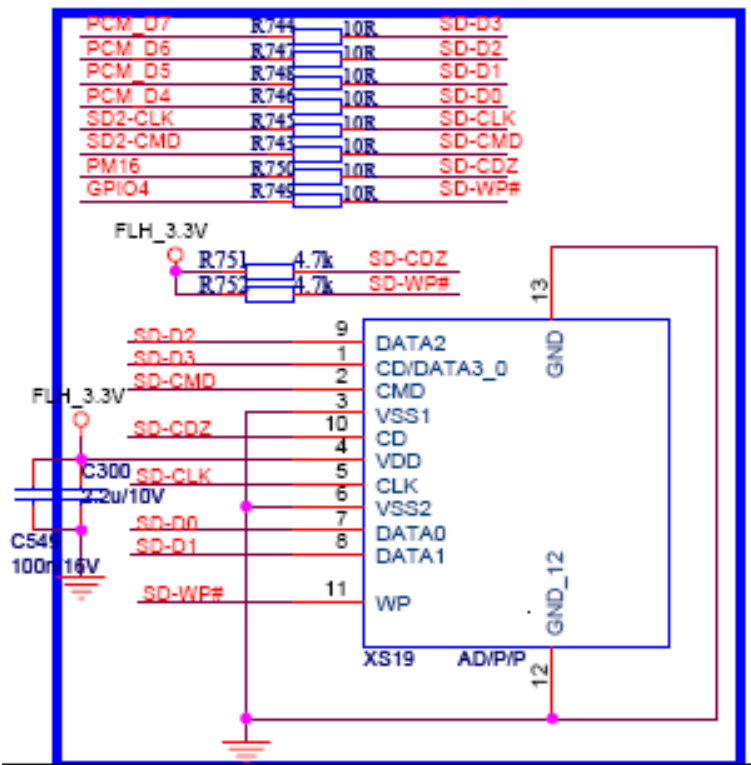 PCM_D7 R744 10R SD-D3
PCM_D6 R747 10R SD-D2
PCM_D5 R748 10R SD-D1
PCM_D4 R746 10R SD-D0
SD2-CLK R745 10R SD-CLK
SD2-CMD R743 10R SD-CMD
PM16 R750 10R SD-CDZ
GPIO4 R749 10R SD-WP#
FLH_3.3V
R751 4.7k SD-CDZ
R752 4.7k SD-WP#
13
GND
SD-D2 9 DATA2
SD-D3 1 CD/DATA3_0
SD-CMD 2 CMD
FLH_3.3V
3 VSS1
SD-CDZ 10 CD
4 VDD
C300
2.2u/10V
SD-CLK 5 CLK
6 VSS2
SD-D0 7 DATA0
SD-D1 8 DATA1
C549
100n/16V
SD-WP# 11 WP
GND_12
12
XS19 AD/P/P